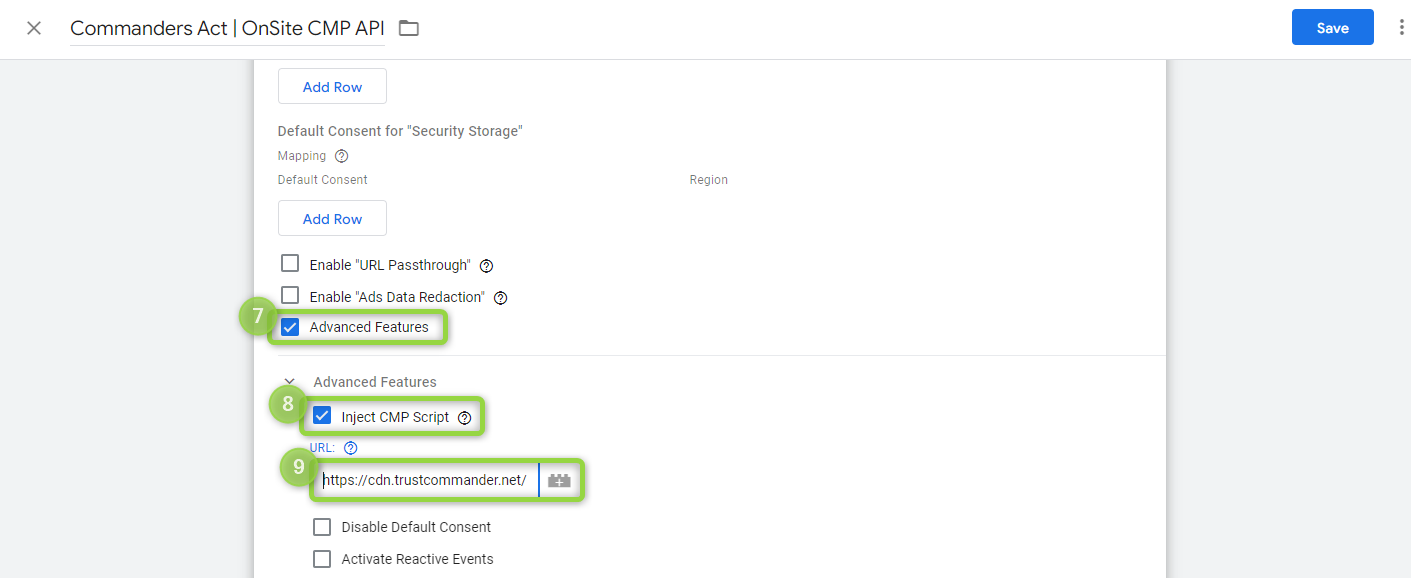 Commanders Act | OnSite CMP API
Save
Add Row
Default Consent for "Security Storage"
Mapping
Default Consent Region
Add Row
Enable "URL Passthrough"
Enable "Ads Data Redaction"
7 Advanced Features
Advanced Features
8 Inject CMP Script
URL:
9 https://cdn.trustcommander.net/
Disable Default Consent
Activate Reactive Events